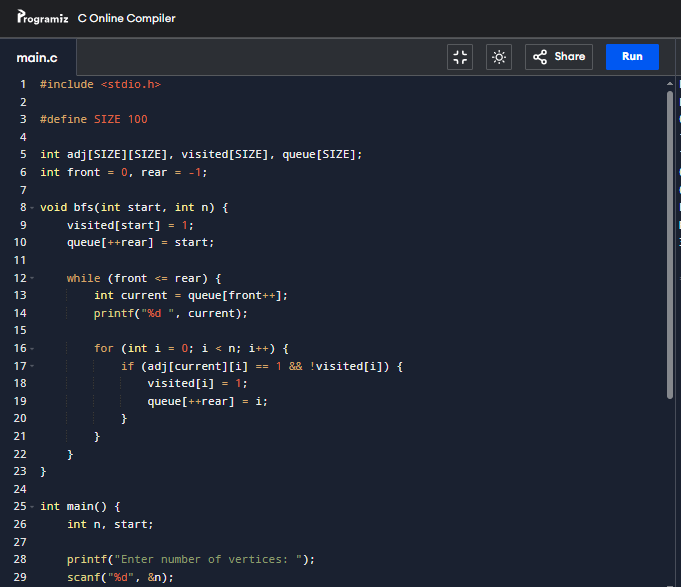 Programiz C Online Compiler
main.c Share Run
1 #include <stdio.h>
2
3 #define SIZE 100
4
5 int adj[SIZE][SIZE], visited[SIZE], queue[SIZE];
6 int front = 0, rear = -1;
7
8 void bfs(int start, int n) {
9     visited[start] = 1;
10     queue[++rear] = start;
11
12     while (front <= rear) {
13         int current = queue[front++];
14         printf("%d ", current);
15
16         for (int i = 0; i < n; i++) {
17             if (adj[current][i] == 1 && !visited[i]) {
18                 visited[i] = 1;
19                 queue[++rear] = i;
20             }
21         }
22     }
23 }
24
25 int main() {
26     int n, start;
27
28     printf("Enter number of vertices: ");
29     scanf("%d", &n);